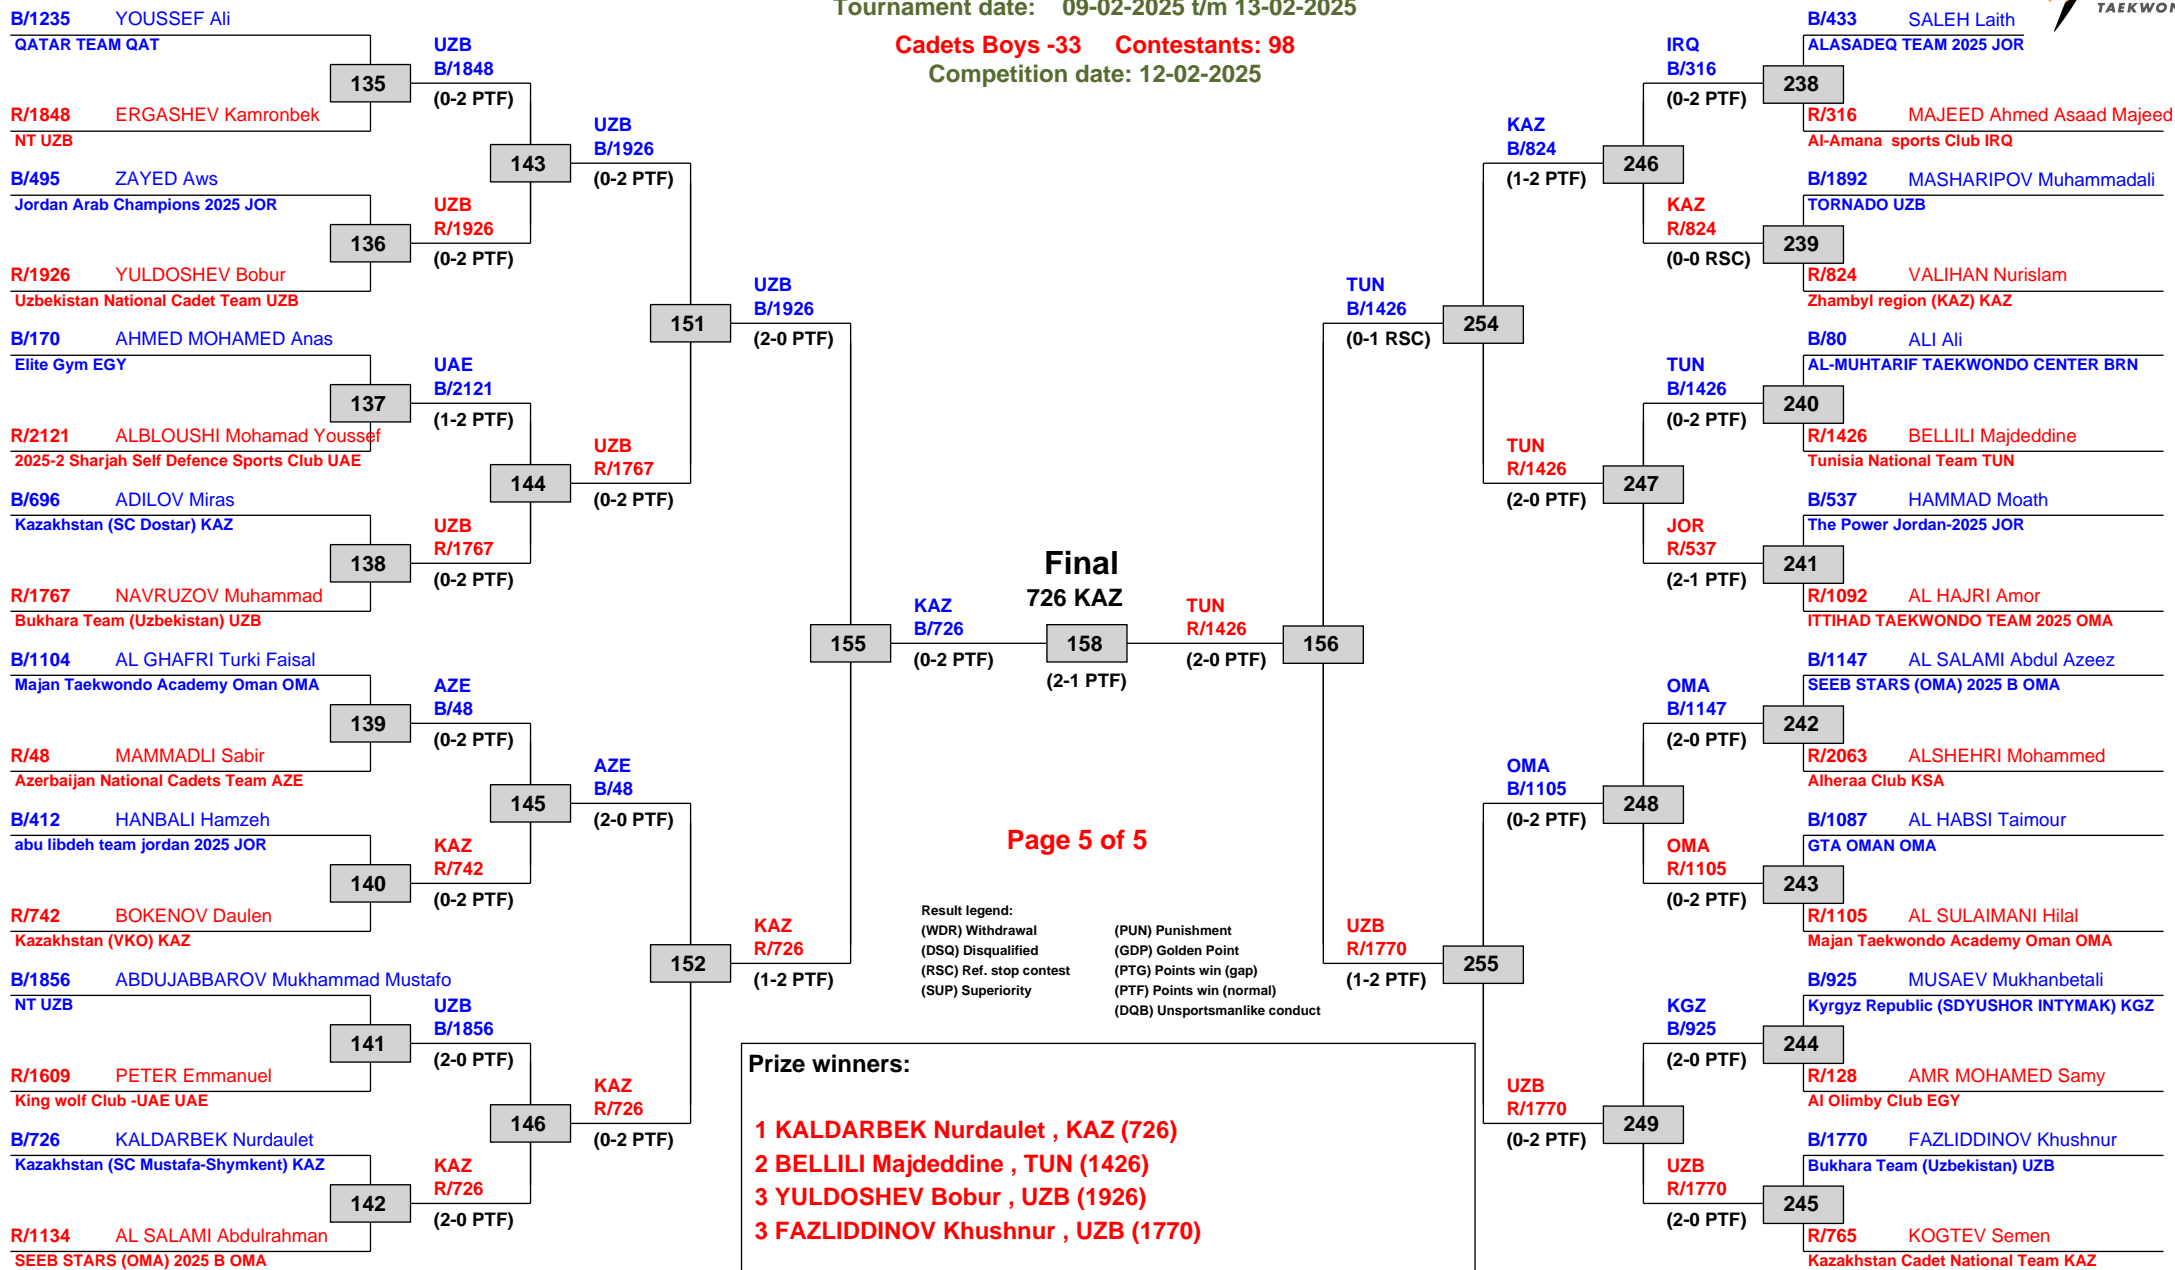 Tournament date: 09-02-2025 t/m 13-02-2025
Cadets Boys -33 Contestants: 98
Competition date: 12-02-2025
TAEKWON
B/1235 YOUSSEF Ali
QATAR TEAM QAT
135
R/1848 ERGASHEV Kamronbek
NT UZB
B/495 ZAYED Aws
Jordan Arab Champions 2025 JOR
136
R/1926 YULDOSHEV Bobur
Uzbekistan National Cadet Team UZB
B/170 AHMED MOHAMED Anas
Elite Gym EGY
137
R/2121 ALBLOUSHI Mohamad Youssef
2025-2 Sharjah Self Defence Sports Club UAE
B/696 ADILOV Miras
Kazakhstan (SC Dostar) KAZ
138
R/1767 NAVRUZOV Muhammad
Bukhara Team (Uzbekistan) UZB
B/1104 AL GHAFRI Turki Faisal
Majan Taekwondo Academy Oman OMA
139
R/48 MAMMADLI Sabir
Azerbaijan National Cadets Team AZE
B/412 HANBALI Hamzeh
abu libdeh team jordan 2025 JOR
140
R/742 BOKENOV Daulen
Kazakhstan (VKO) KAZ
B/1856 ABDUJABBAROV Mukhammad Mustafo
NT UZB
141
R/1609 PETER Emmanuel
King wolf Club -UAE UAE
B/726 KALDARBEK Nurdaulet
Kazakhstan (SC Mustafa-Shymkent) KAZ
142
R/1134 AL SALAMI Abdulrahman
SEEB STARS (OMA) 2025 B OMA
UZB
B/1848
(0-2 PTF)
143
UZB
R/1926
(0-2 PTF)
UAE
B/2121
(1-2 PTF)
144
UZB
R/1767
(0-2 PTF)
AZE
B/48
(0-2 PTF)
145
KAZ
R/742
(0-2 PTF)
UZB
B/1856
(2-0 PTF)
146
KAZ
R/726
(2-0 PTF)
UZB
B/1926
(0-2 PTF)
151
UZB
R/1767
(0-2 PTF)
AZE
B/48
(2-0 PTF)
152
KAZ
R/726
(0-2 PTF)
UZB
B/1926
(2-0 PTF)
155
KAZ
R/726
(1-2 PTF)
KAZ
B/726
(0-2 PTF)
Final
726 KAZ
158
(2-1 PTF)
TUN
R/1426
(2-0 PTF)
156
TUN
B/1426
(0-1 RSC)
254
UZB
R/1770
(1-2 PTF)
255
KAZ
B/824
(1-2 PTF)
246
TUN
R/1426
(2-0 PTF)
247
OMA
B/1105
(0-2 PTF)
248
UZB
R/1770
(0-2 PTF)
249
IRQ
B/316
(0-2 PTF)
238
KAZ
R/824
(0-0 RSC)
239
TUN
B/1426
(0-2 PTF)
240
JOR
R/537
(2-1 PTF)
241
OMA
B/1147
(2-0 PTF)
242
OMA
R/1105
(0-2 PTF)
243
KGZ
B/925
(2-0 PTF)
244
UZB
R/1770
(2-0 PTF)
245
B/433 SALEH Laith
ALASADEQ TEAM 2025 JOR
R/316 MAJEED Ahmed Asaad Majeed
Al-Amana sports Club IRQ
B/1892 MASHARIPOV Muhammadali
TORNADO UZB
R/824 VALIHAN Nurislam
Zhambyl region (KAZ) KAZ
B/80 ALI Ali
AL-MUHTARIF TAEKWONDO CENTER BRN
R/1426 BELLILI Majdeddine
Tunisia National Team TUN
B/537 HAMMAD Moath
The Power Jordan-2025 JOR
R/1092 AL HAJRI Amor
ITTIHAD TAEKWONDO TEAM 2025 OMA
B/1147 AL SALAMI Abdul Azeez
SEEB STARS (OMA) 2025 B OMA
R/2063 ALSHEHRI Mohammed
Alheraa Club KSA
B/1087 AL HABSI Taimour
GTA OMAN OMA
R/1105 AL SULAIMANI Hilal
Majan Taekwondo Academy Oman OMA
B/925 MUSAEV Mukhanbetali
Kyrgyz Republic (SDYUSHOR INTYMAK) KGZ
R/128 AMR MOHAMED Samy
Al Olimby Club EGY
B/1770 FAZLIDDINOV Khushnur
Bukhara Team (Uzbekistan) UZB
R/765 KOGTEV Semen
Kazakhstan Cadet National Team KAZ
Page 5 of 5
Result legend:
(WDR) Withdrawal (PUN) Punishment
(DSQ) Disqualified (GDP) Golden Point
(RSC) Ref. stop contest (PTG) Points win (gap)
(SUP) Superiority (PTF) Points win (normal)
(DQB) Unsportsmanlike conduct
Prize winners:
1 KALDARBEK Nurdaulet , KAZ (726)
2 BELLILI Majdeddine , TUN (1426)
3 YULDOSHEV Bobur , UZB (1926)
3 FAZLIDDINOV Khushnur , UZB (1770)